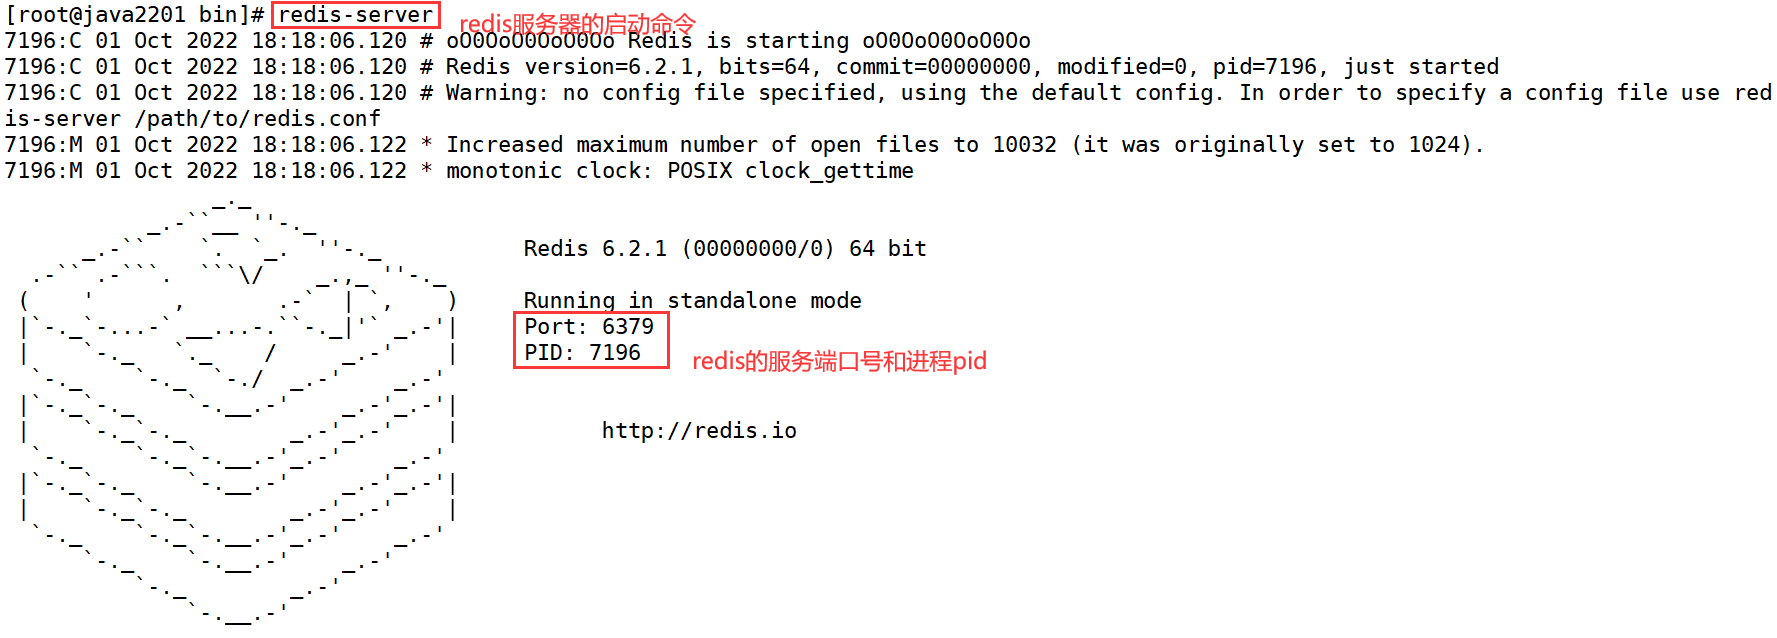 [root@java2201 bin]# redis-server redis服务器的启动命令
7196:C 01 Oct 2022 18:18:06.120 # oO0OoO0OoO0Oo Redis is starting oO0OoO0OoO0Oo
7196:C 01 Oct 2022 18:18:06.120 # Redis version=6.2.1, bits=64, commit=00000000, modified=0, pid=7196, just started
7196:C 01 Oct 2022 18:18:06.120 # Warning: no config file specified, using the default config. In order to specify a config file use red
is-server /path/to/redis.conf
7196:M 01 Oct 2022 18:18:06.122 * Increased maximum number of open files to 10032 (it was originally set to 1024).
7196:M 01 Oct 2022 18:18:06.122 * monotonic clock: POSIX clock_gettime
Redis 6.2.1 (00000000/0) 64 bit
Running in standalone mode
Port: 6379
PID: 7196
redis的服务端口号和进程pid
http://redis.io